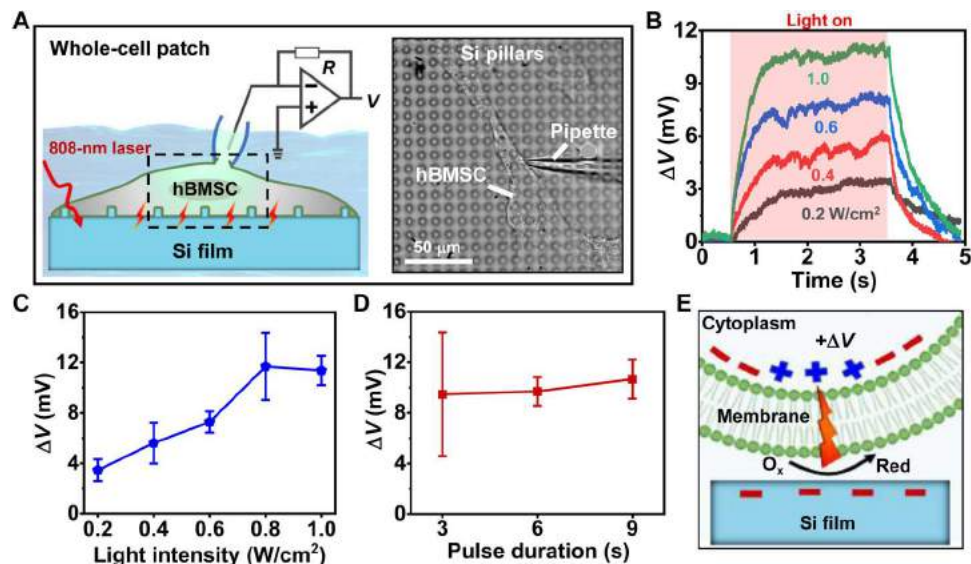 A
Whole-cell patch
R
V
808-nm laser
hBMSC
Si film
Si pillars
Pipette
hBMSC
50 μm
B
Light on
ΔV (mV)
12
9
6
3
0
1.0
0.6
0.4
0.2 W/cm²
0 1 2 3 4 5
Time (s)
C
ΔV (mV)
16
12
8
4
0
0.2 0.4 0.6 0.8 1.0
Light intensity (W/cm²)
D
ΔV (mV)
16
12
8
4
0
3 6 9
Pulse duration (s)
E
Cytoplasm
+ΔV
Membrane
Oₓ Red
Si film